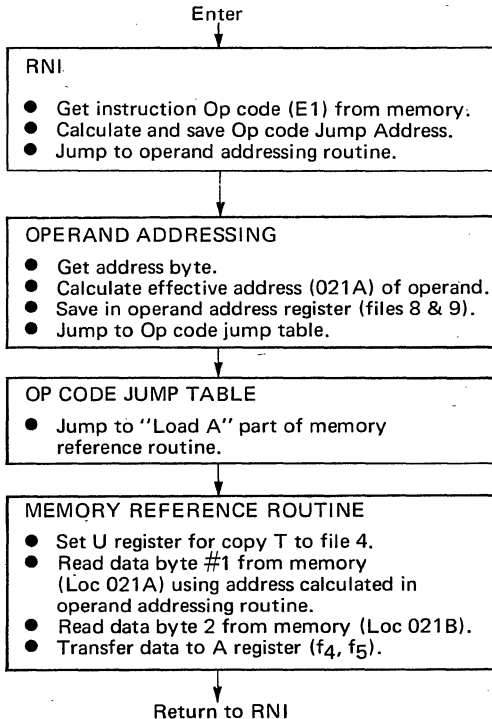 Enter
RNI
● Get instruction Op code (E1) from memory.
● Calculate and save Op code Jump Address.
● Jump to operand addressing routine.
OPERAND ADDRESSING
● Get address byte.
● Calculate effective address (021A) of operand.
● Save in operand address register (files 8 & 9).
● Jump to Op code jump table.
OP CODE JUMP TABLE
● Jump to "Load A" part of memory
reference routine.
MEMORY REFERENCE ROUTINE
● Set U register for copy T to file 4.
● Read data byte #1 from memory
(Loc 021A) using address calculated in
operand addressing routine.
● Read data byte 2 from memory (Loc 021B).
● Transfer data to A register (f4, f5).
Return to RNI